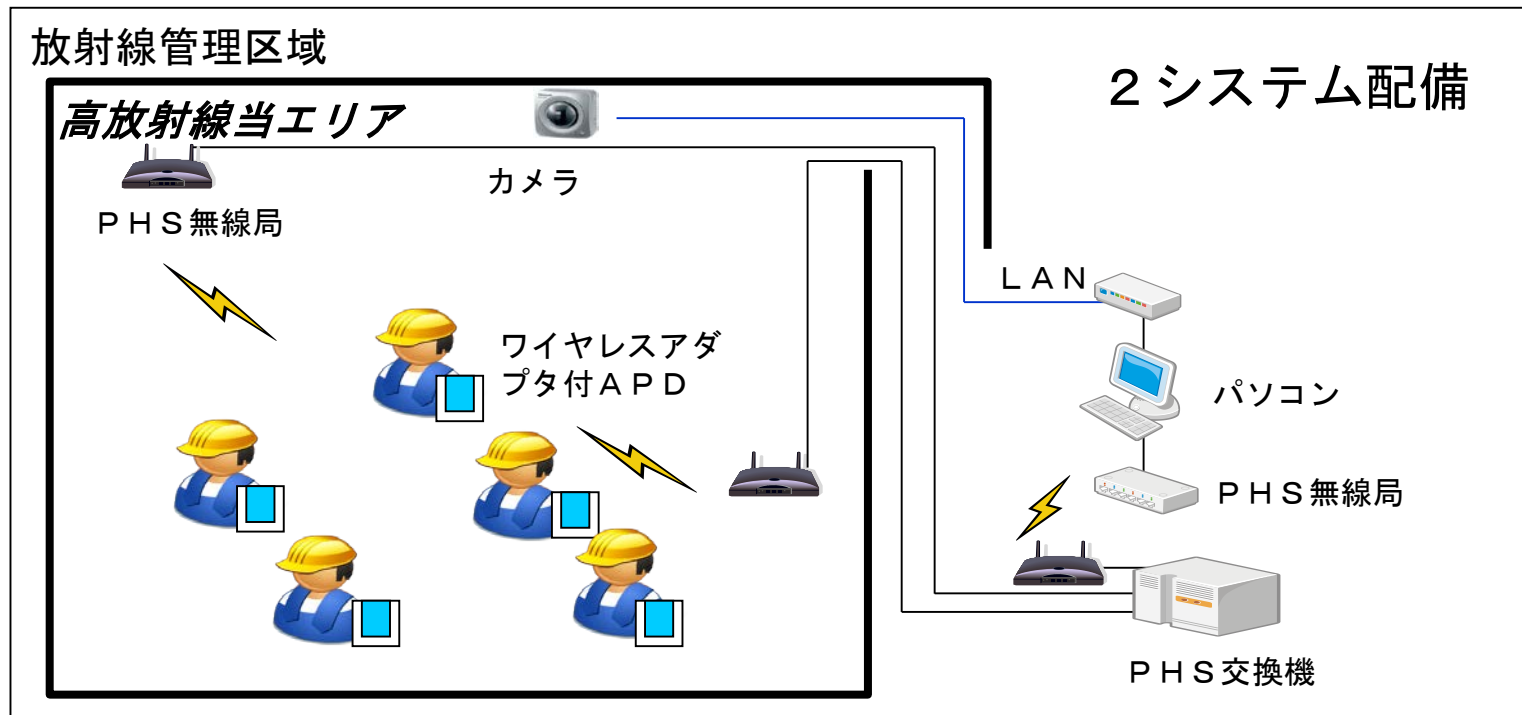 放射線管理区域
2システム配備
高放射線当エリア
カメラ
PHS無線局
LAN
ワイヤレスアダ
プタ付APD
パソコン
PHS無線局
PHS交換機